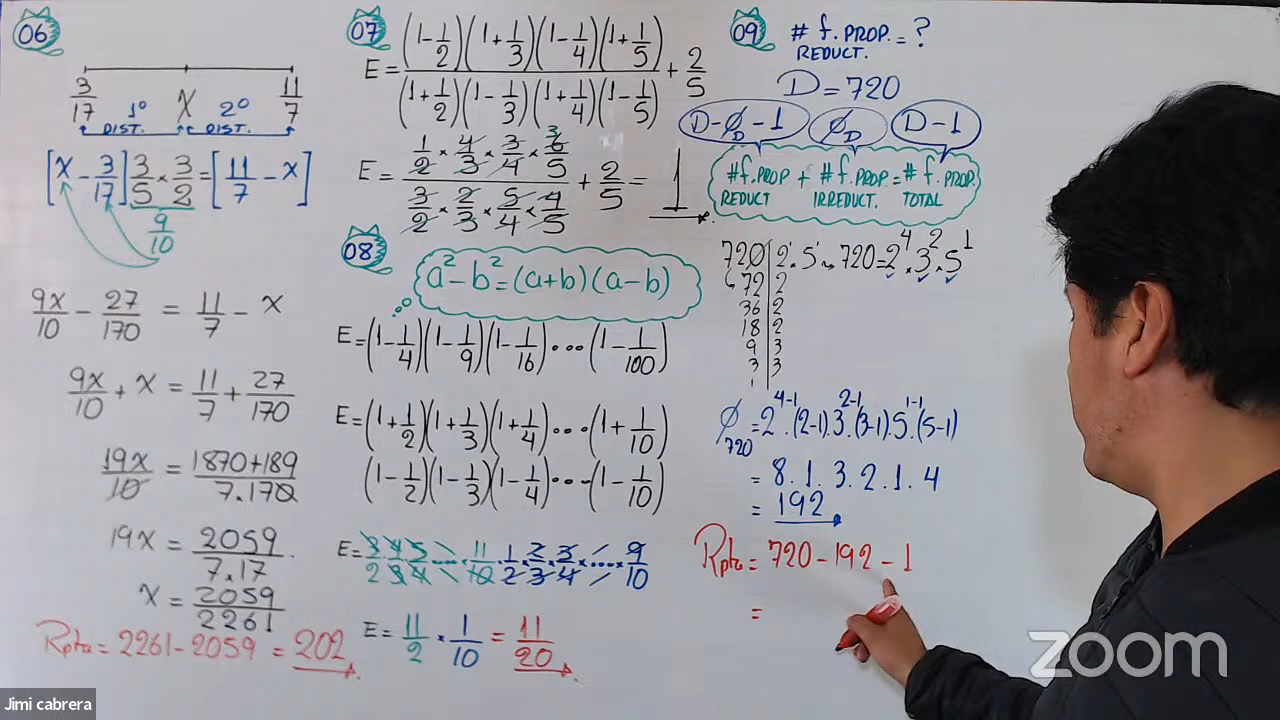 06
3/17 1° X 2° 11/7
DIST. DIST.
[X - 3/17] 3/5 × 3/2 = [11/7 - X]
9/10
9X/10 - 27/170 = 11/7 - X
9X/10 + X = 11/7 + 27/170
19X/10 = 1870+189/7.170
19X = 2059/7.17
X = 2059/2261
Rpta = 2261-2059 = 202
07
E = (1-1/2)(1+1/3)(1-1/4)(1+1/5)/(1+1/2)(1-1/3)(1+1/4)(1-1/5) + 2/5
E = 1/2 × 4/3 × 3/4 × 6/5 / 3/2 × 2/3 × 5/4 × 4/5 + 2/5 = 1
3
08
a² - b² = (a+b)(a-b)
E = (1-1/4)(1-1/9)(1-1/16)...(1-1/100)
E = (1+1/2)(1+1/3)(1+1/4)...(1+1/10)
(1-1/2)(1-1/3)(1-1/4)...(1-1/10)
E = 3/2 4/3 5/4 ... 11/10 × 1/2 × 2/3 × 3/4 × ... × 9/10
E = 11/2 × 1/10 = 11/20
09
# f. PROP. = ?
REDUCT.
D = 720
D-φD-1 φD D-1
#f.PROP + #f.PROP. = # f.PROP.
REDUCT IRREDUCT. TOTAL
720 2¹.5¹ → 720 = 2⁴.3².5¹
72 2
36 2
18 2
9 3
3 3
1
φ720 = 2⁴⁻¹.(2-1).3²⁻¹.(3-1).5¹⁻¹.(5-1)
= 8.1.3.2.1.4
= 192
Rpta = 720-192-1
=
zoom
Jimi cabrera